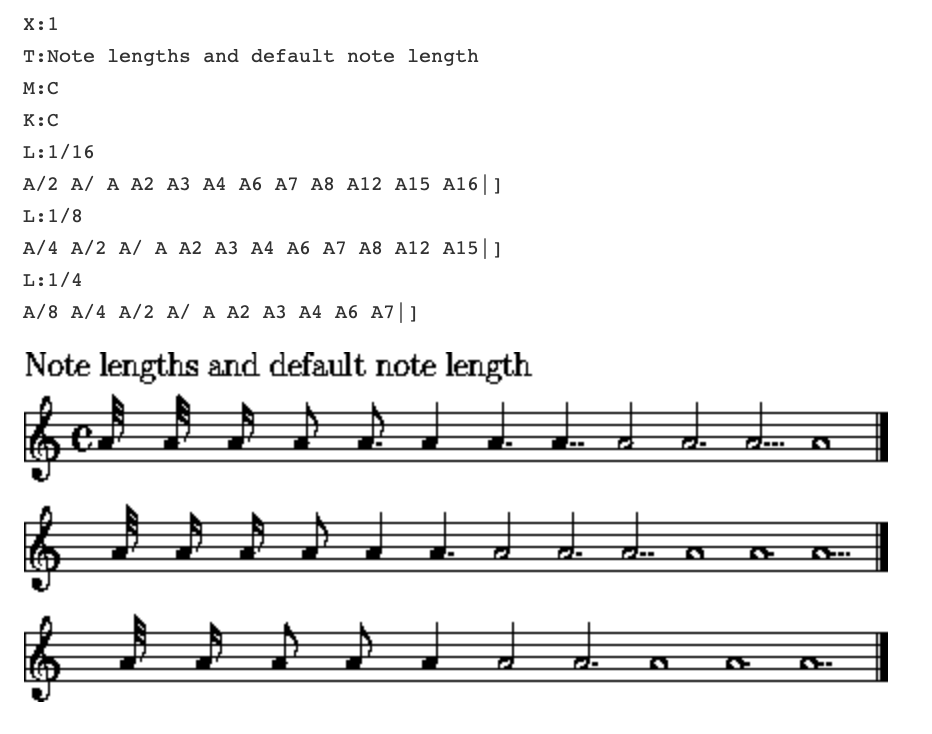 X:1
T:Note lengths and default note length
M:C
K:C
L:1/16
A/2 A/ A A2 A3 A4 A6 A7 A8 A12 A15 A16|]
L:1/8
A/4 A/2 A/ A A2 A3 A4 A6 A7 A8 A12 A15|]
L:1/4
A/8 A/4 A/2 A/ A A2 A3 A4 A6 A7|]
Note lengths and default note length